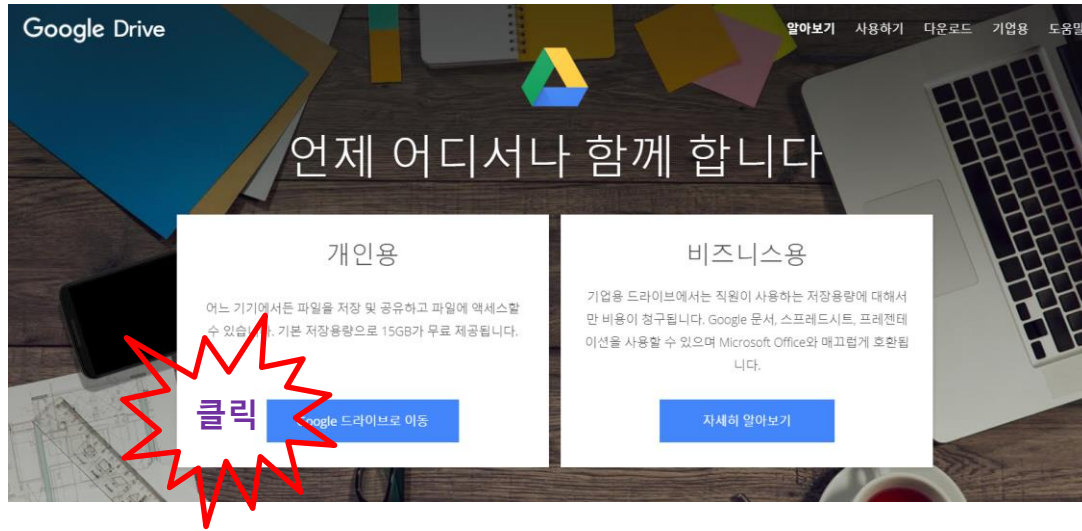 Google Drive
알아보기 사용하기 다운로드 기업용 도움말
언제 어디서나 함께 합니다
개인용
어느 기기에서든 파일을 저장 및 공유하고 파일에 액세스할
수 있습니다. 기본 저장용량으로 15GB가 무료 제공됩니다.
클릭
Google 드라이브로 이동
비즈니스용
기업용 드라이브에서는 직원이 사용하는 저장용량에 대해서
만 비용이 청구됩니다. Google 문서, 스프레드시트, 프레젠테
이션을 사용할 수 있으며 Microsoft Office와 매끄럽게 호환됩
니다.
자세히 알아보기